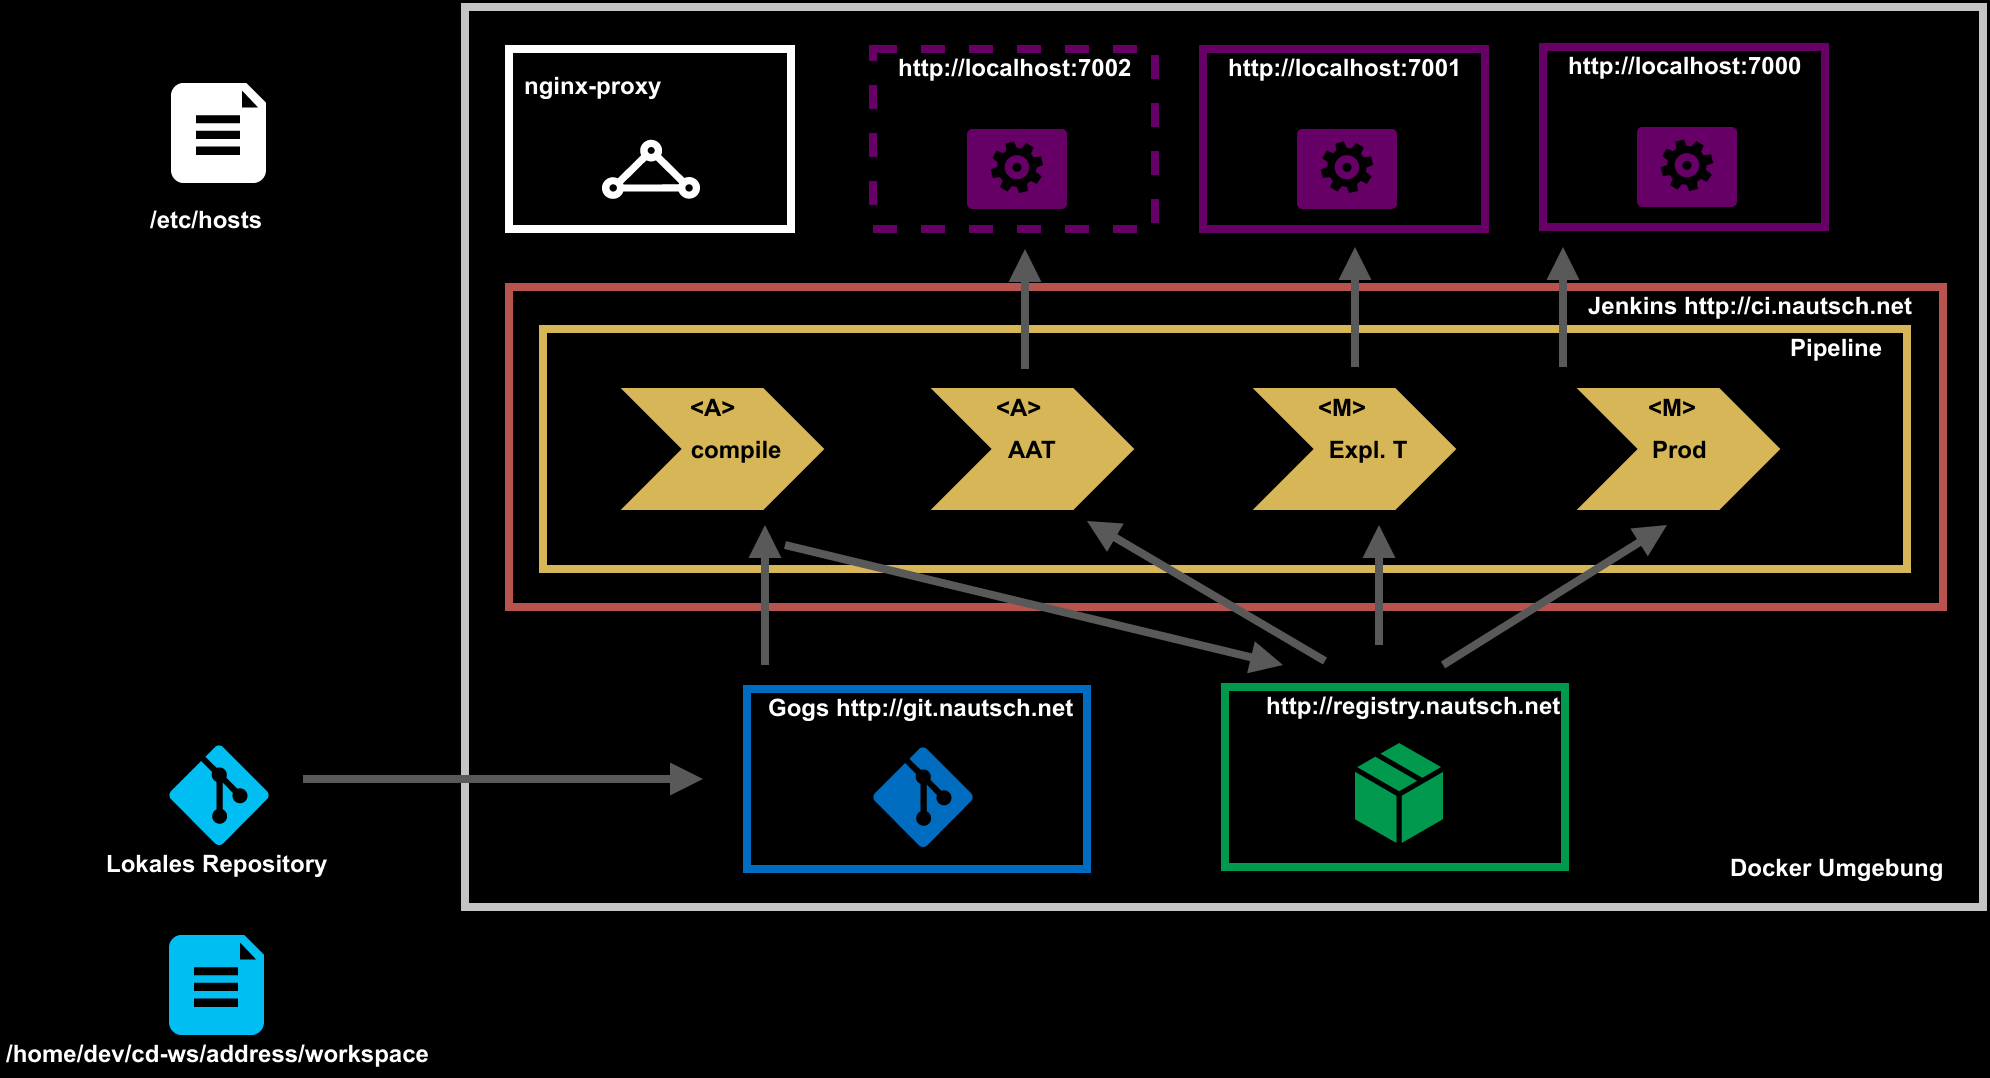 nginx-proxy
http://localhost:7002
http://localhost:7001
http://localhost:7000
/etc/hosts
Jenkins http://ci.nautsch.net
Pipeline
<A>
compile
<A>
AAT
<M>
Expl. T
<M>
Prod
Gogs http://git.nautsch.net
http://registry.nautsch.net
Lokales Repository
Docker Umgebung
/home/dev/cd-ws/address/workspace